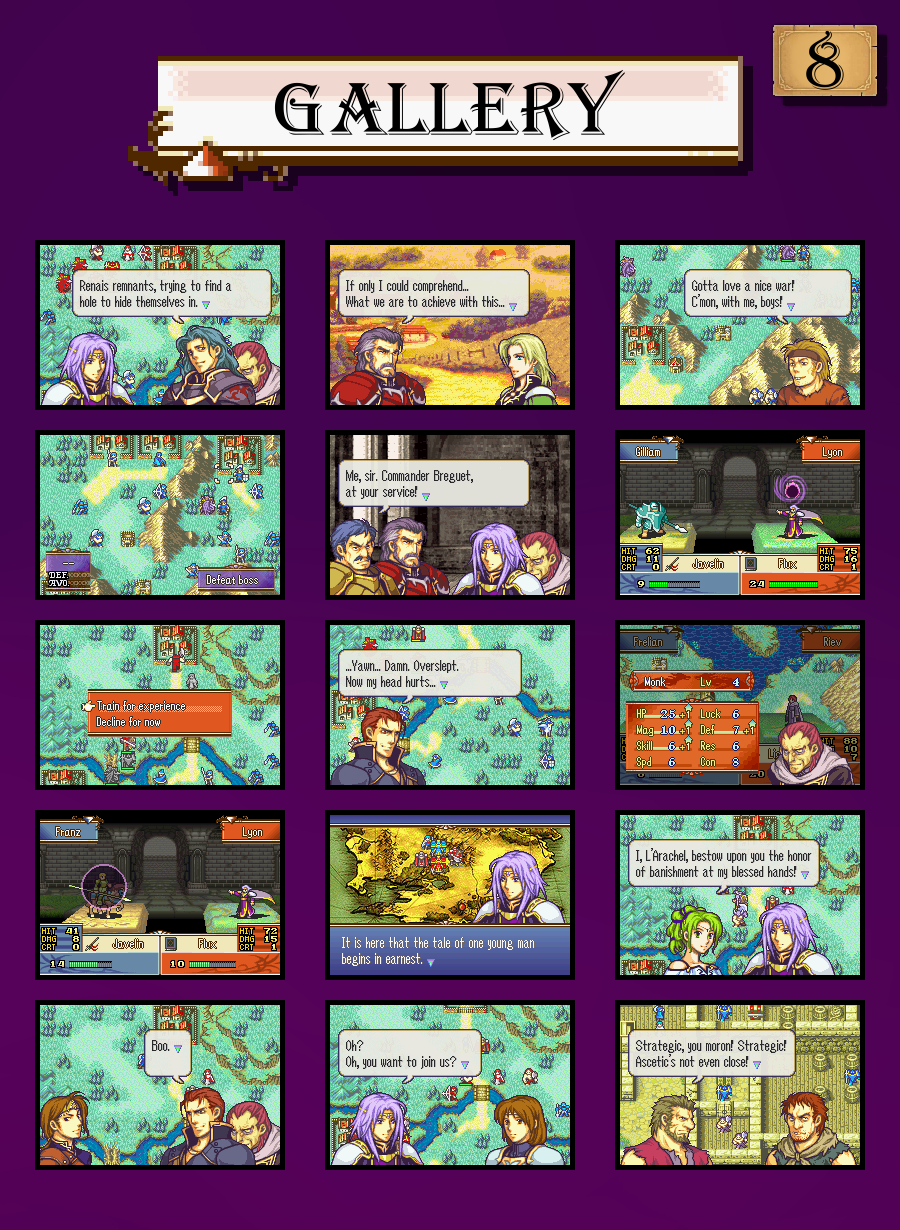 8
GALLERY
Renais remnants, trying to find a
hole to hide themselves in.
If only I could comprehend...
What we are to achieve with this...
Gotta love a nice war!
C'mon, with me, boys!
--
DEF
AVO
Defeat boss
Me, sir. Commander Breguet,
at your service!
Gilliam
Lyon
HIT 62
DMG 11
CRT 0
Javelin
Flux
HIT 75
DMG 16
CRT 1
9
24
Train for experience
Decline for now
...Yawn... Damn. Overslept.
Now my head hurts...
Frelian
Riev
Monk Lv 4
HP 25 +1 Luck 6
Mag 10 +1 Def 7 +1
Skill 6 +1 Res 6
Spd 6 Con 8
Franz
Lyon
HIT 41
DMG 8
CRT 0
Javelin
Flux
HIT 72
DMG 15
CRT 1
14
10
It is here that the tale of one young man
begins in earnest.
I, L'Arachel, bestow upon you the honor
of banishment at my blessed hands!
Boo.
Oh?
Oh, you want to join us?
Strategic, you moron! Strategic!
Ascetic's not even close!